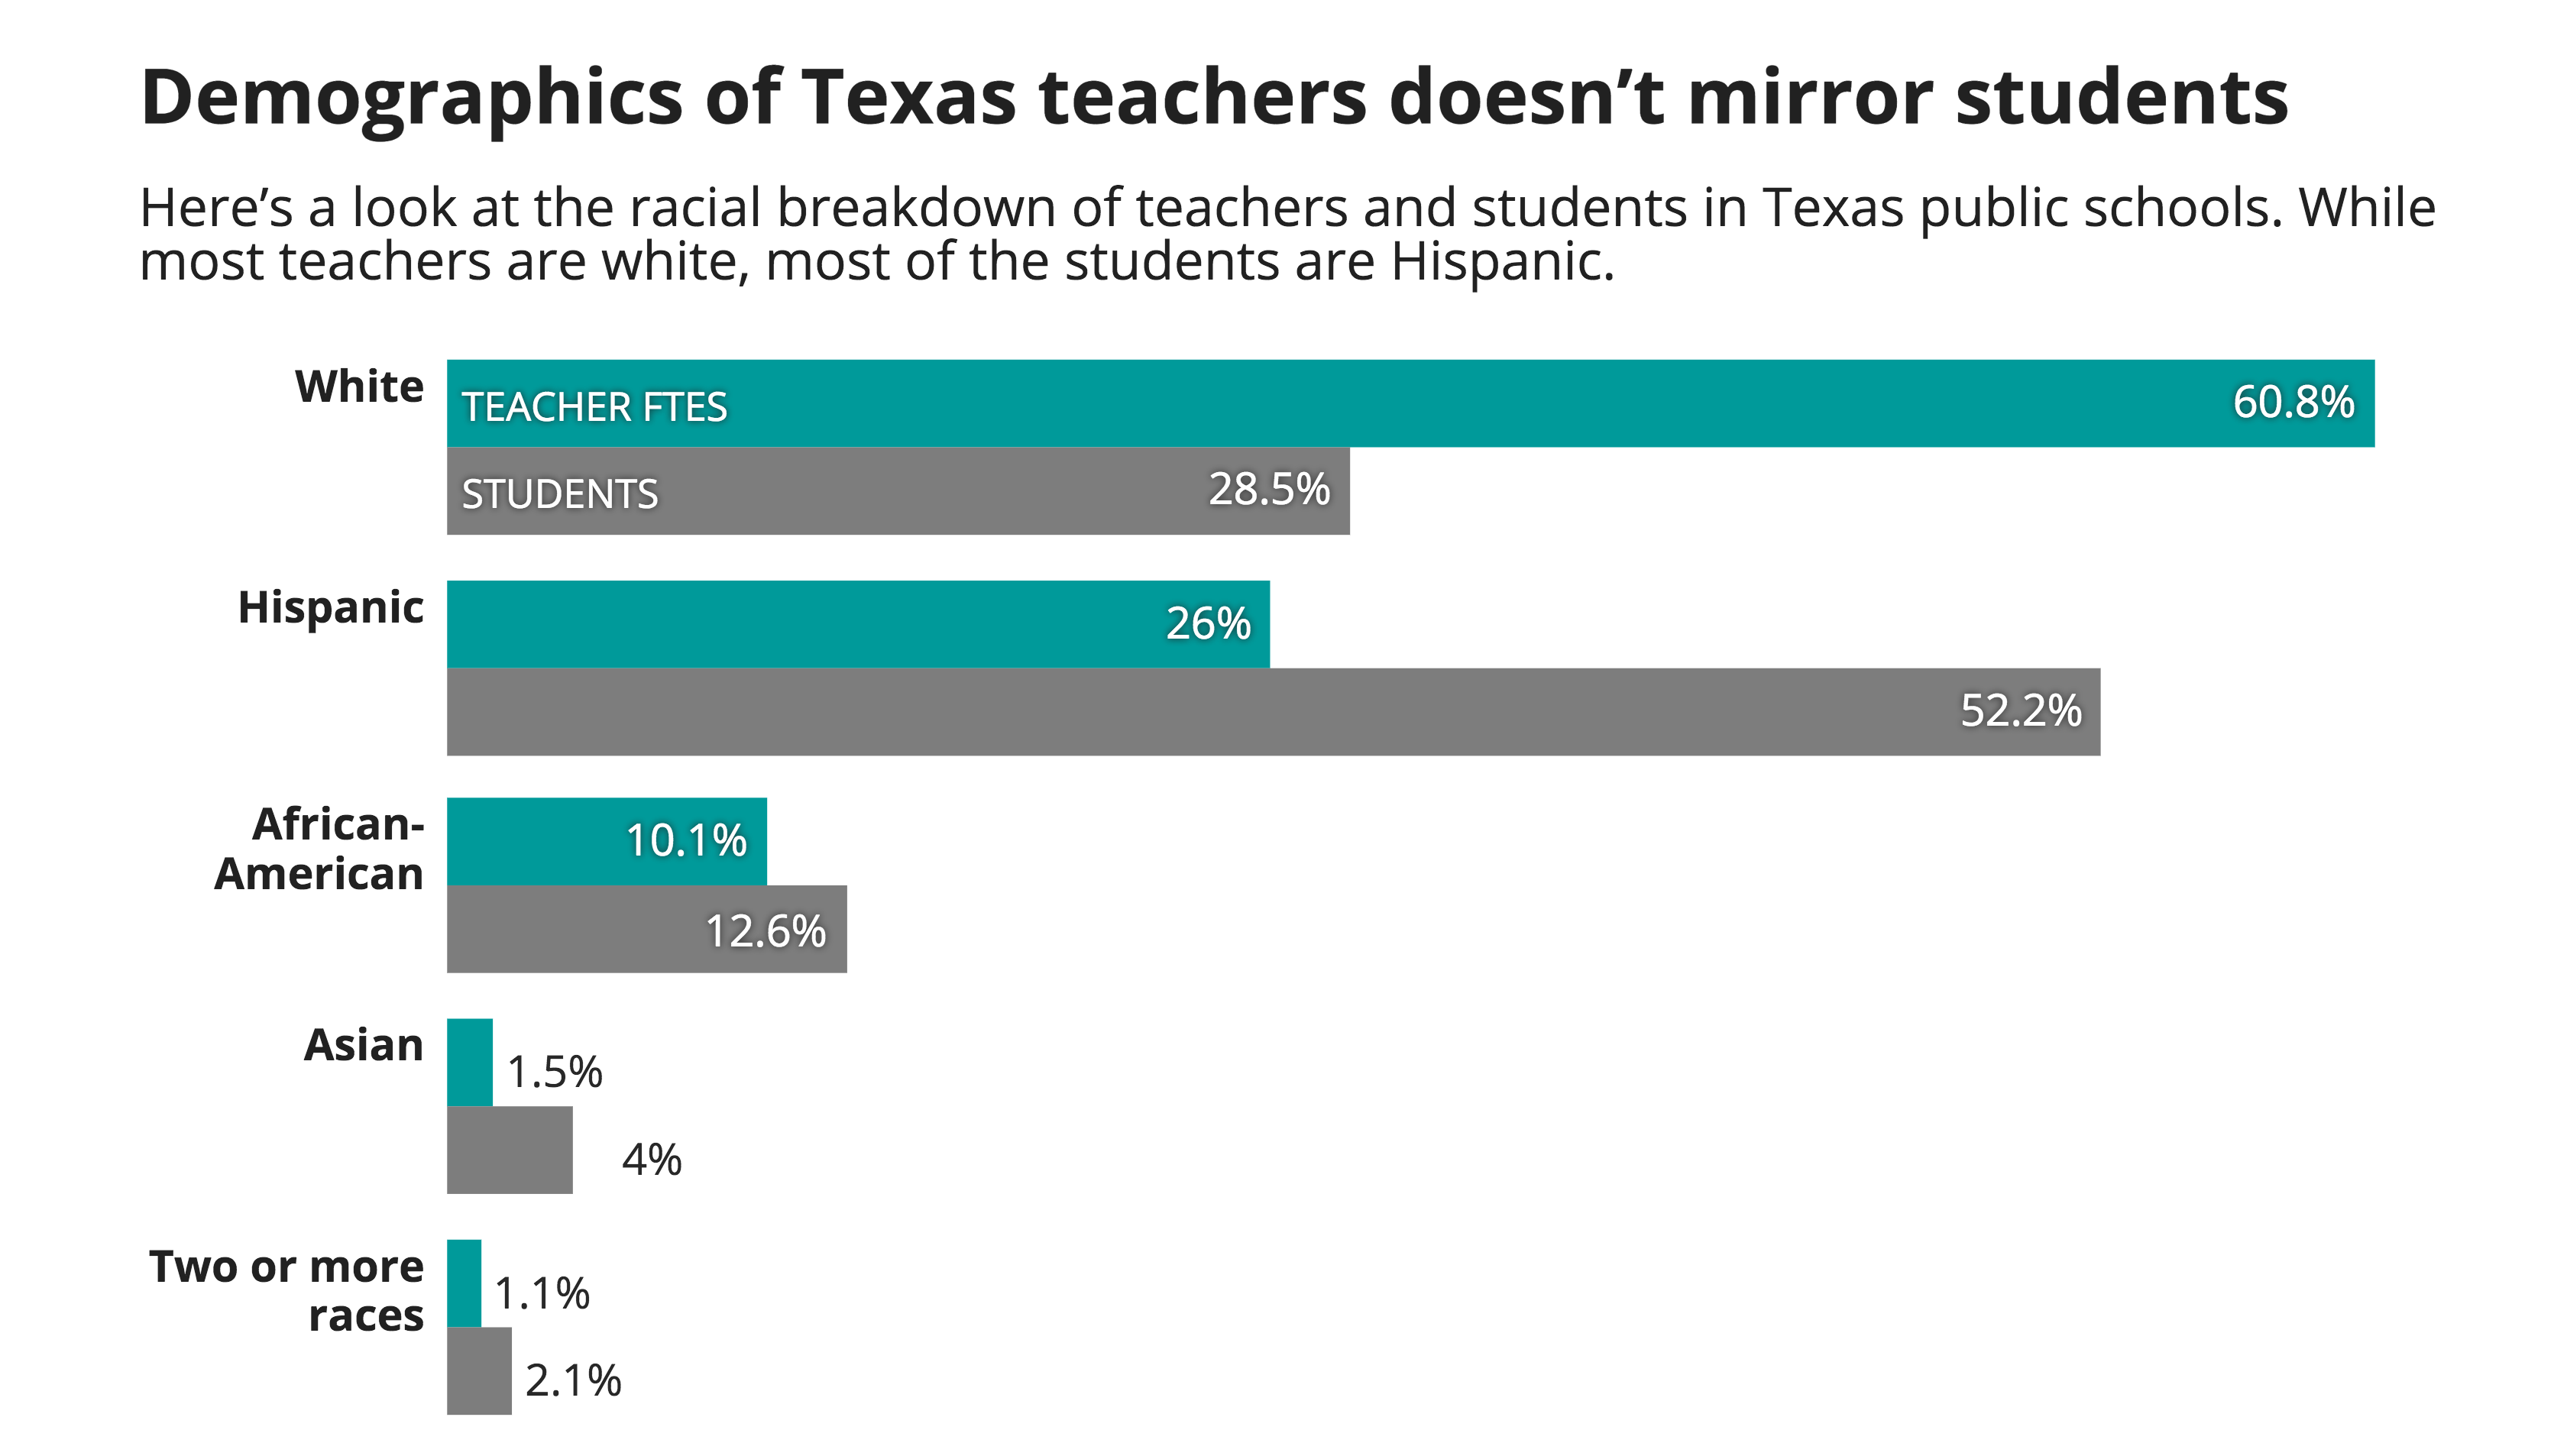 Demographics of Texas teachers doesn’t mirror students
Here’s a look at the racial breakdown of teachers and students in Texas public schools. While
most teachers are white, most of the students are Hispanic.
White
TEACHER FTES
60.8%
STUDENTS
28.5%
Hispanic
26%
52.2%
African-
American
10.1%
12.6%
Asian
1.5%
4%
Two or more
races
1.1%
2.1%